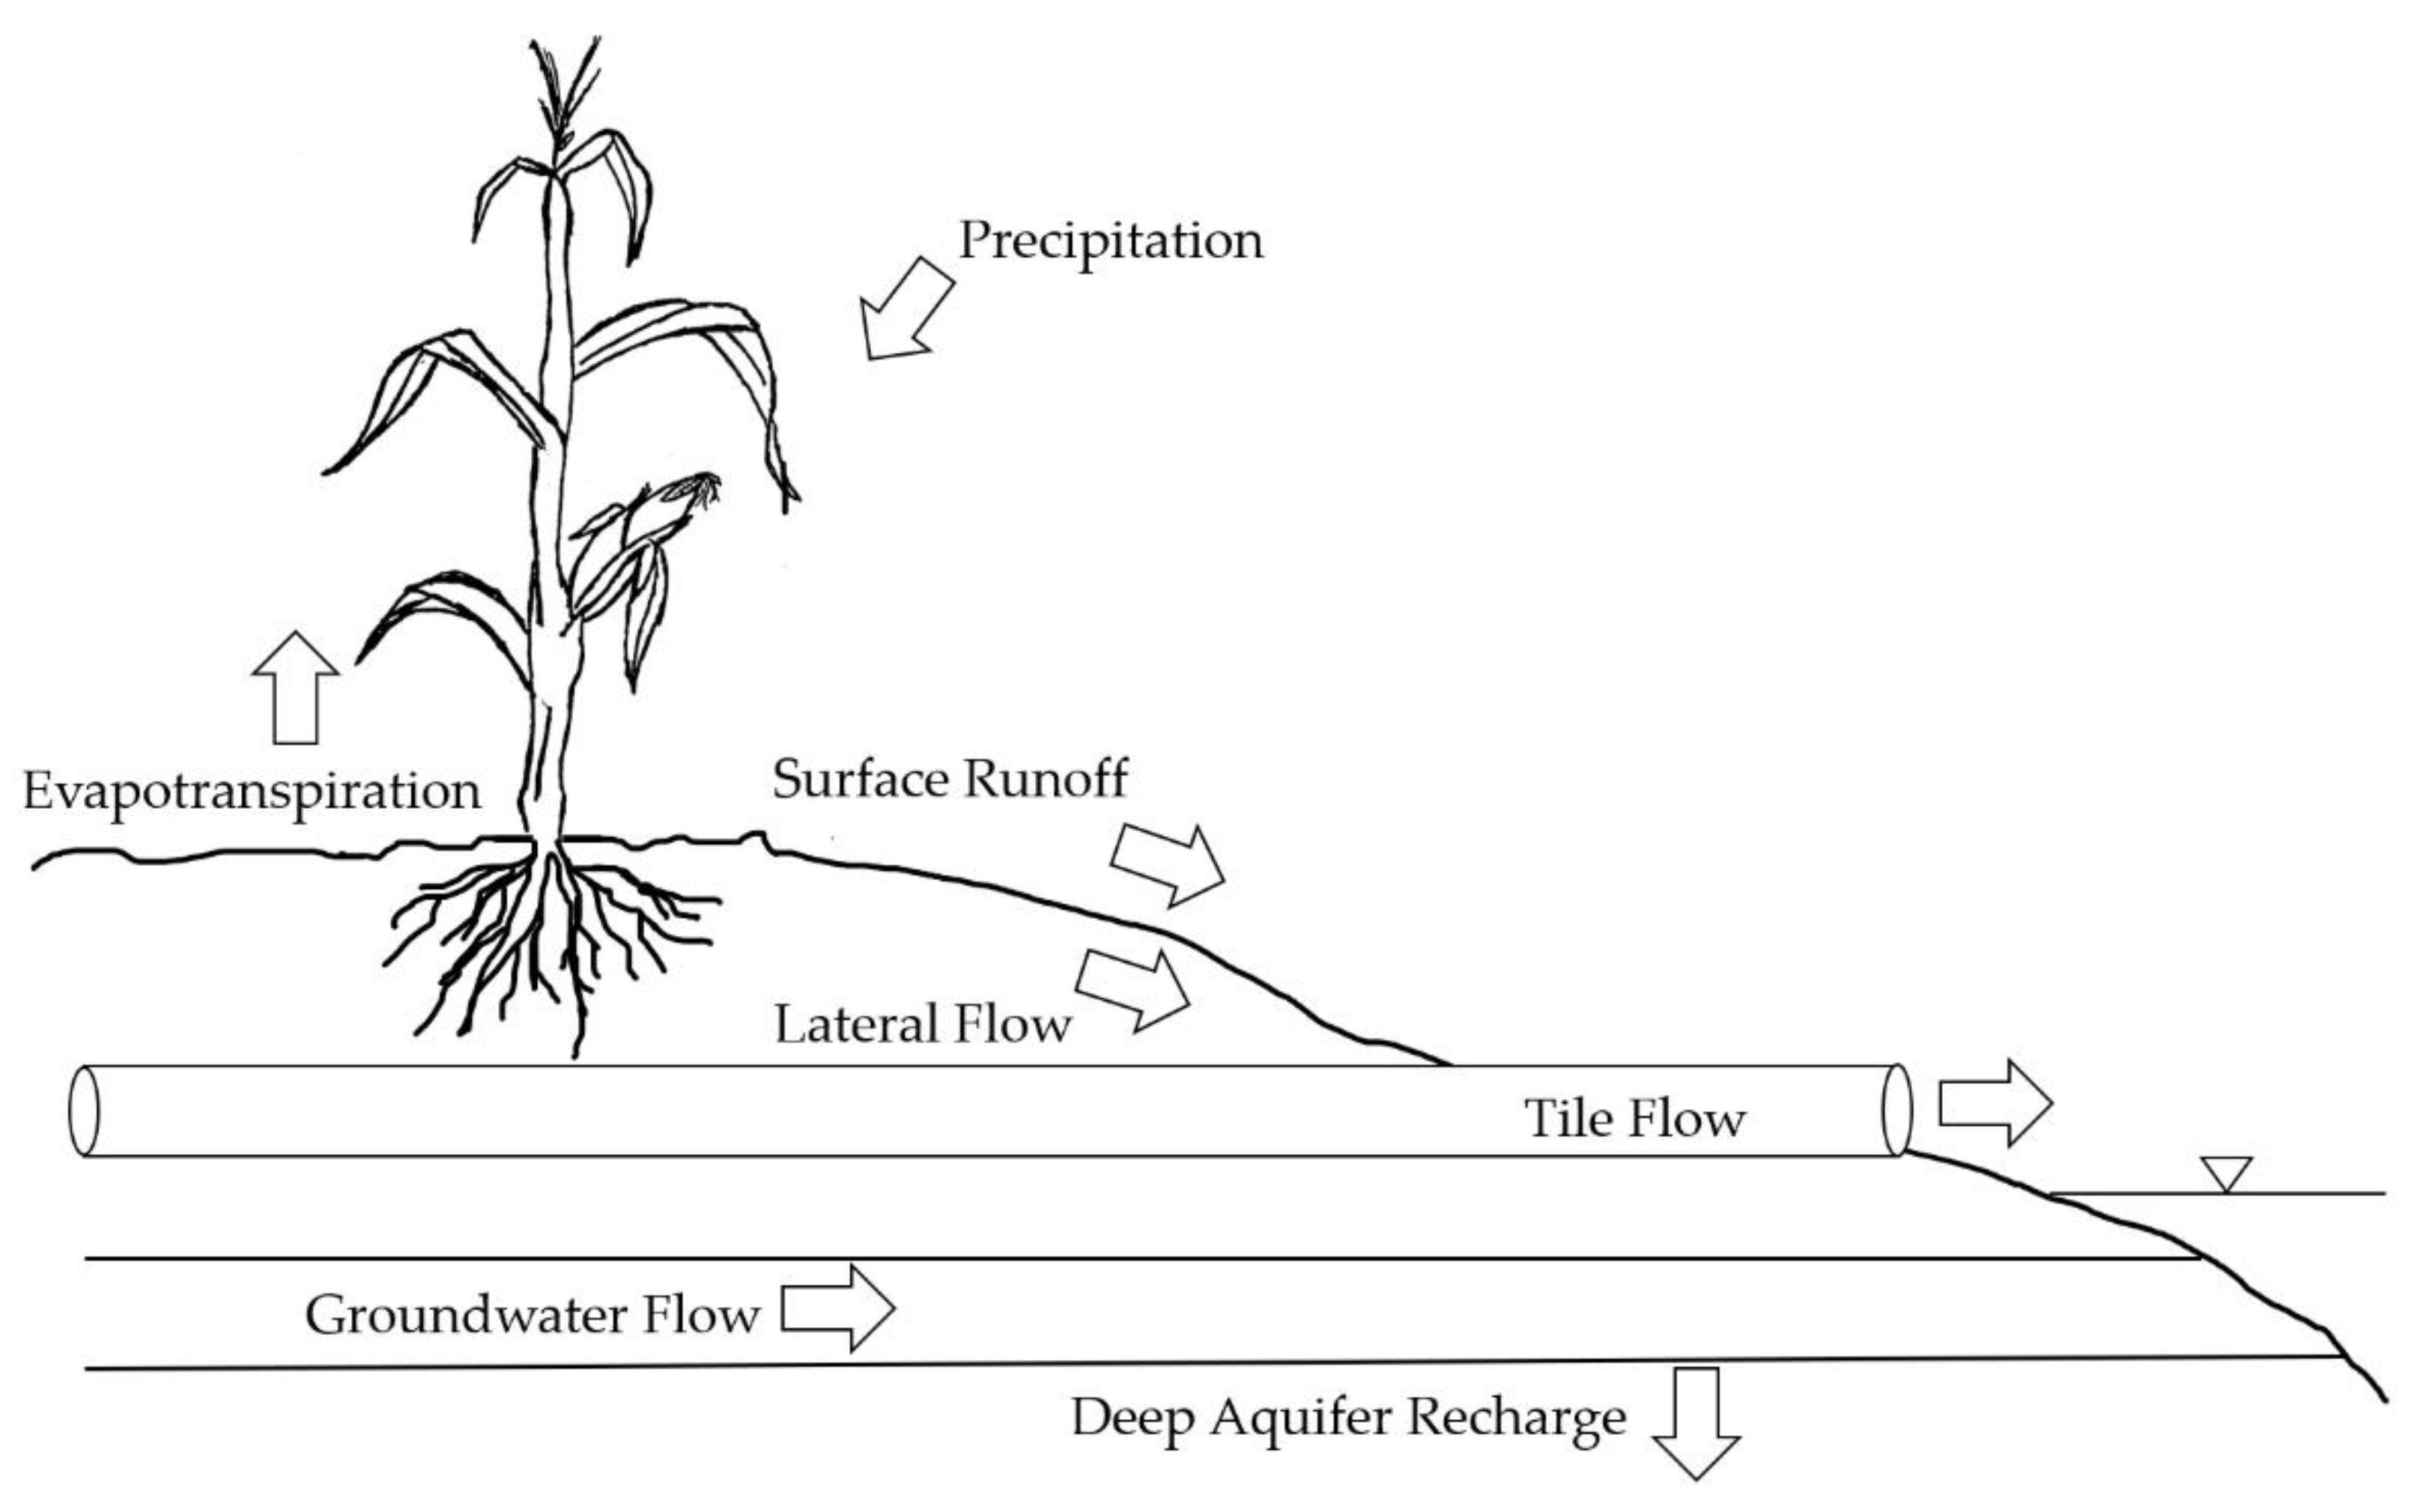 Precipitation
Evapotranspiration
Surface Runoff
Lateral Flow
Tile Flow
Groundwater Flow
Deep Aquifer Recharge